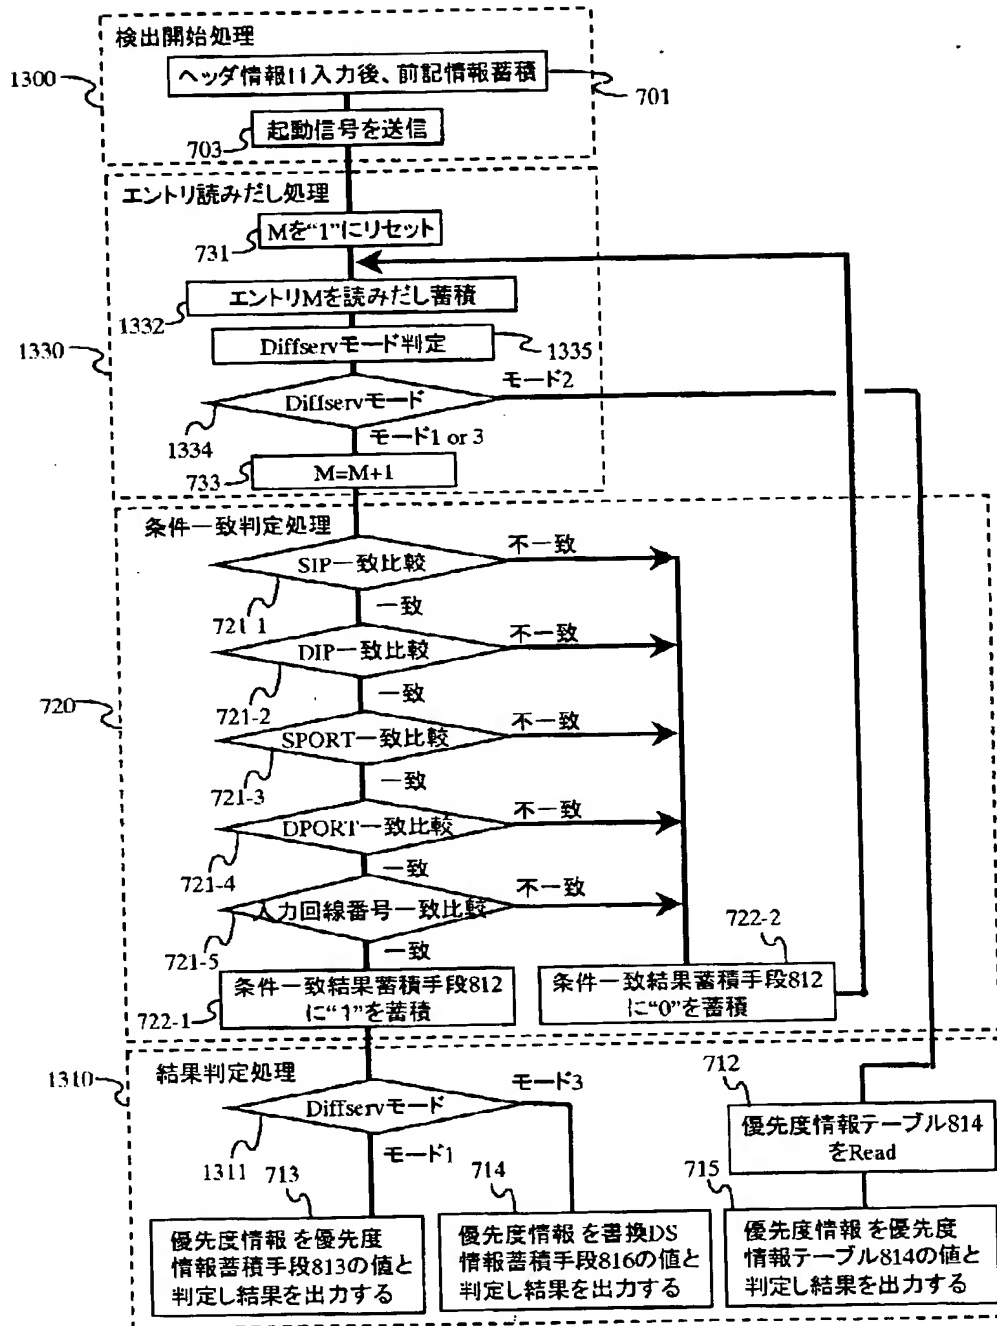 検出開始処理
1300
ヘッダ情報11入力後、前記情報蓄積
701
起動信号を送信
703
エントリ読みだし処理
Mを“1”にリセット
731
エントリMを読みだし蓄積
1332
Diffservモード判定
1335
1330
Diffservモード
モード2
1334
モード1 or 3
M=M+1
733
条件一致判定処理
SIP一致比較
不一致
一致
721-1
DIP一致比較
不一致
一致
721-2
720
SPORT一致比較
不一致
一致
721-3
DPORT一致比較
不一致
一致
721-4
入力回線番号一致比較
不一致
一致
721-5
722-2
条件一致結果蓄積手段812
に“1”を蓄積
722-1
条件一致結果蓄積手段812
に“0”を蓄積
結果判定処理
1310
Diffservモード
モード3
1311
モード1
712
優先度情報テーブル814
をRead
713
714
715
優先度情報 を優先度
情報蓄積手段813の値と
判定し結果を出力する
優先度情報 を書換DS
情報蓄積手段816の値と
判定し結果を出力する
優先度情報 を優先度
情報テーブル814の値と
判定し結果を出力する